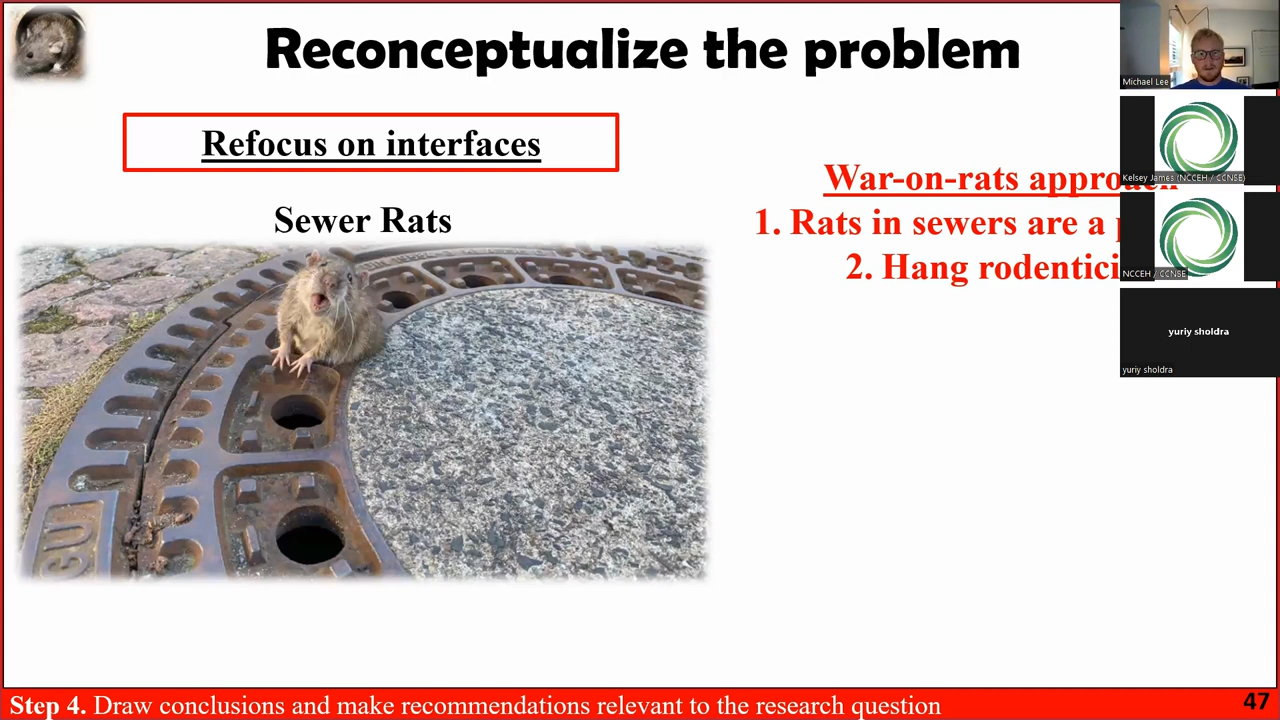 Reconceptualize the problem
Refocus on interfaces
Sewer Rats
War-on-rats
1. Rats in sewers are a
2. Hang
Michael Lee
Kelsey James (NCCEH / CCNSE)
NCCEH / CCNSE
yuriy sholdra
yuriy sholdra
Step 4. Draw conclusions and make recommendations relevant to the research question
47